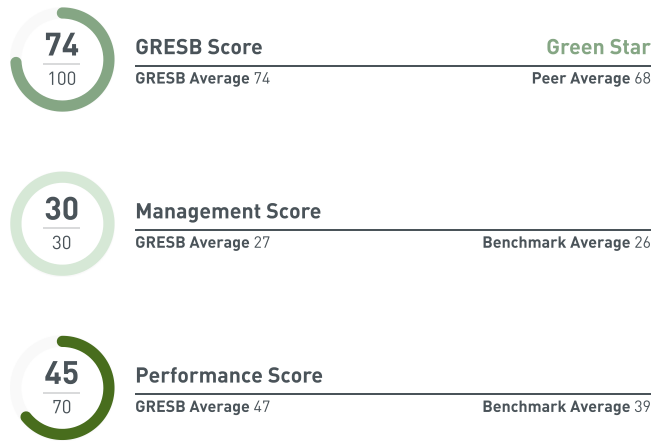 74
100
GRESB Score Green Star
GRESB Average 74 Peer Average 68
30
30
Management Score
GRESB Average 27 Benchmark Average 26
45
70
Performance Score
GRESB Average 47 Benchmark Average 39